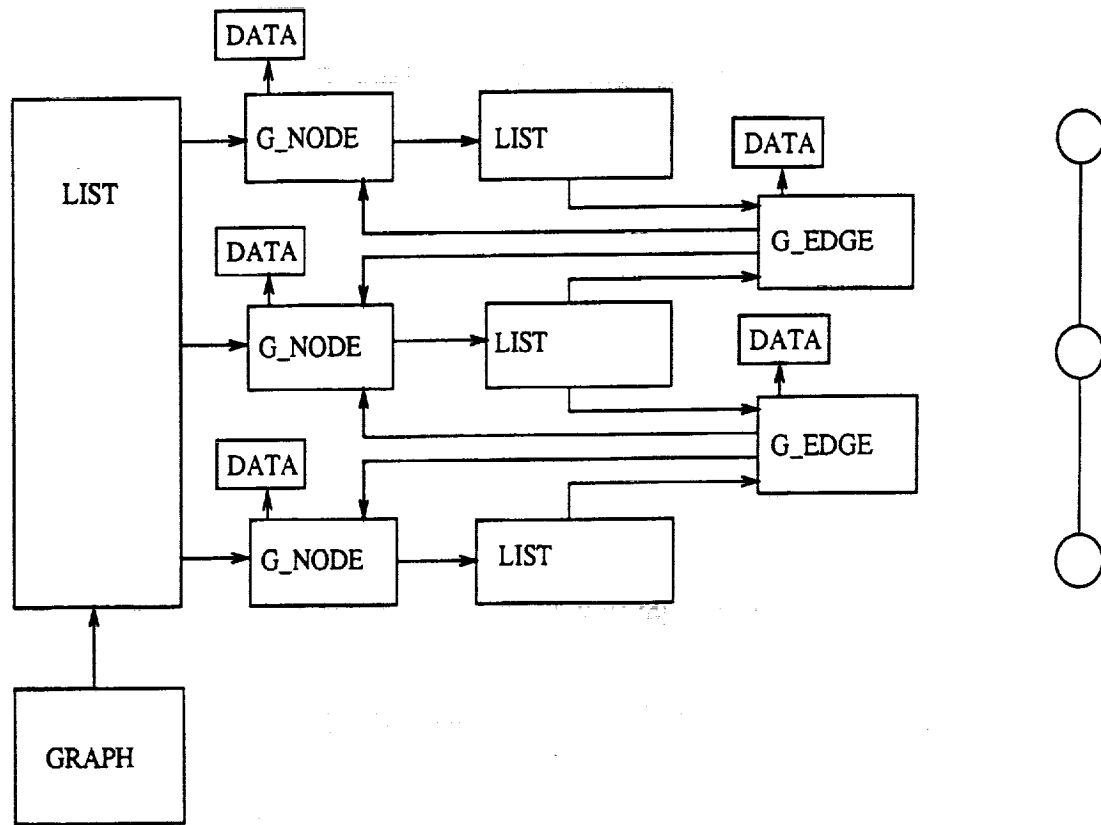 DATA
G_NODE
LIST
DATA
LIST
G_EDGE
DATA
G_NODE
LIST
DATA
G_EDGE
DATA
G_NODE
LIST
GRAPH